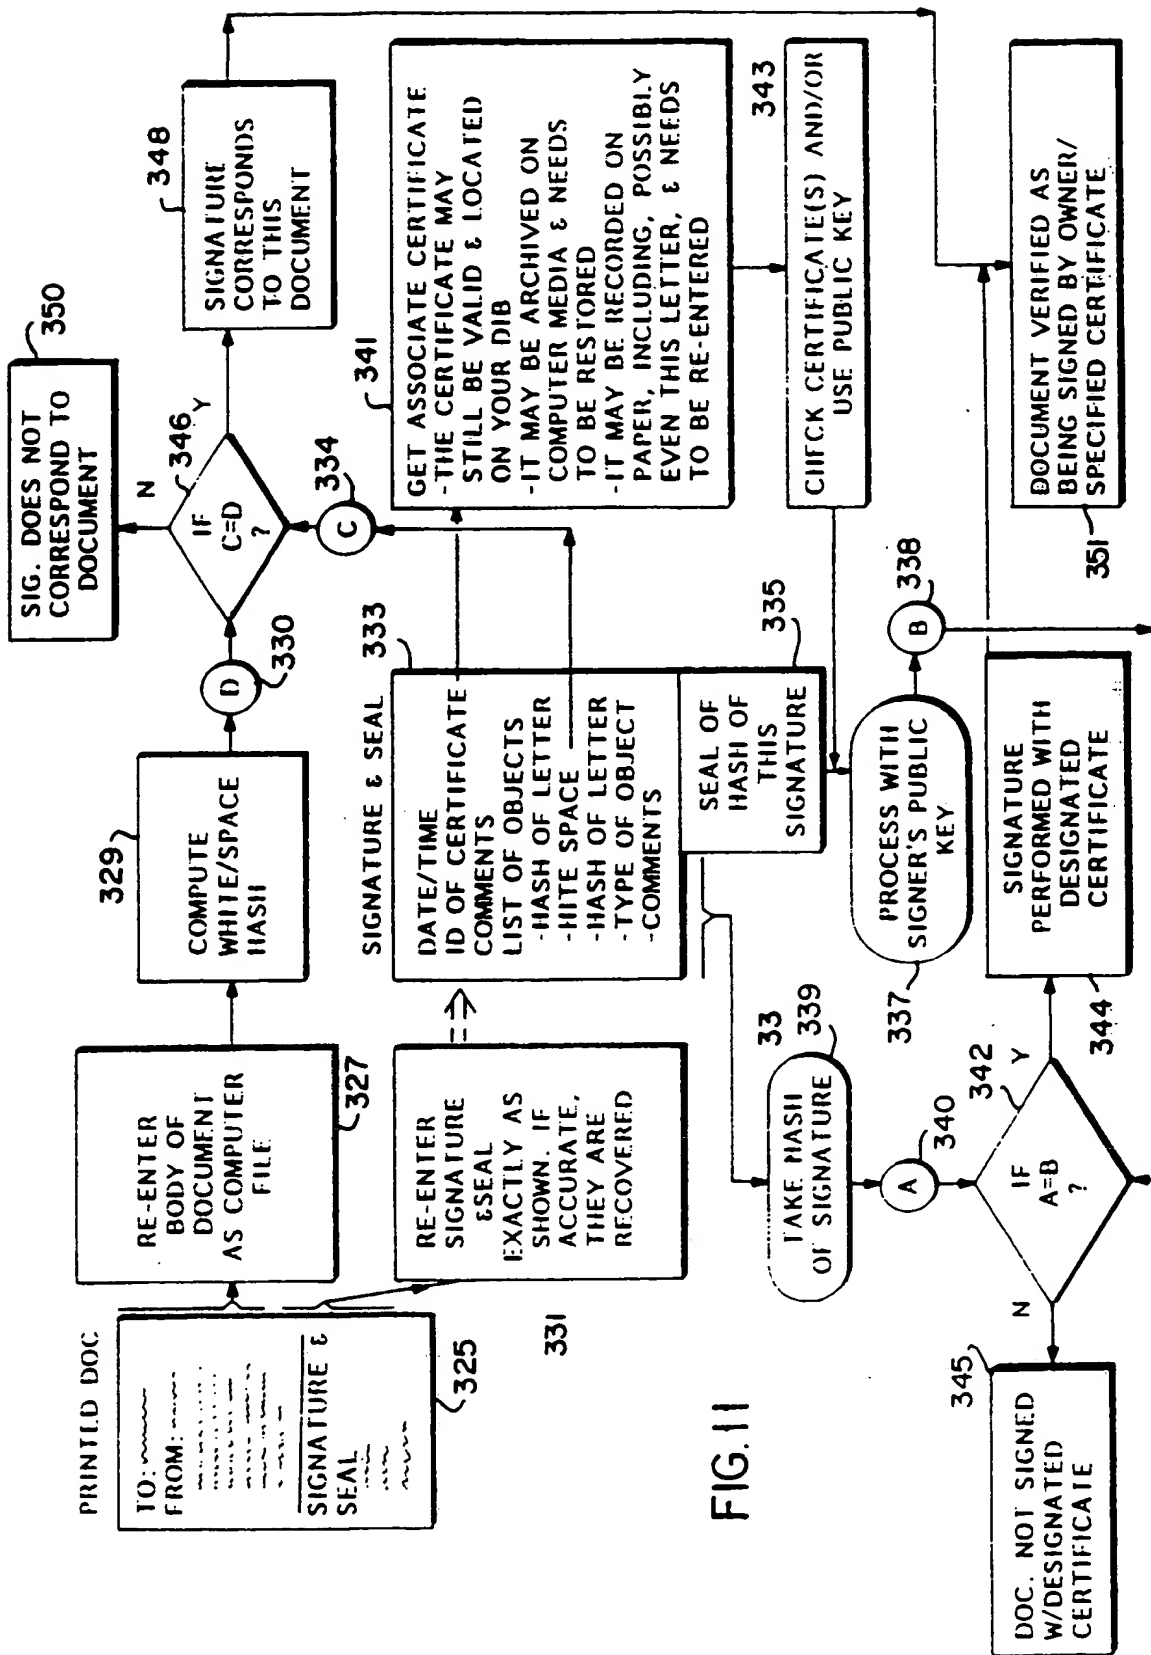 PRINTED DOC
TO:
FROM:
SIGNATURE &
SEAL
325
RE-ENTER
BODY OF
DOCUMENT
AS COMPUTER
FILE
327
COMPUTE
WHITE/SPACE
HASH
329
D
330
IF
C=D
?
346
N
Y
SIG. DOES NOT
CORRESPOND TO
DOCUMENT
350
SIGNATURE
CORRESPONDS
TO THIS
DOCUMENT
348
C
334
RE-ENTER
SIGNATURE
&SEAL
EXACTLY AS
SHOWN. IF
ACCURATE,
THEY ARE
RECOVERED
331
SIGNATURE & SEAL
333
DATE/TIME
ID OF CERTIFICATE
COMMENTS
LIST OF OBJECTS
-HASH OF LETTER
-HITE SPACE
-HASH OF LETTER
-TYPE OF OBJECT
-COMMENTS
SEAL OF
HASH OF
THIS
SIGNATURE
335
GET ASSOCIATE CERTIFICATE
-THE CERTIFICATE MAY
STILL BE VALID & LOCATED
ON YOUR DIB
-IT MAY BE ARCHIVED ON
COMPUTER MEDIA & NEEDS
TO BE RESTORED
-IT MAY BE RECORDED ON
PAPER, INCLUDING, POSSIBLY
EVEN THIS LETTER, & NEEDS
TO BE RE-ENTERED
341
CHECK CERTIFICATE(S) AND/OR
USE PUBLIC KEY
343
33
TAKE HASH
OF SIGNATURE
339
A
340
PROCESS WITH
SIGNER'S PUBLIC
KEY
337
B
338
IF
A=B
?
342
N
Y
DOC. NOT SIGNED
W/DESIGNATED
CERTIFICATE
345
SIGNATURE
PERFORMED WITH
DESIGNATED
CERTIFICATE
344
DOCUMENT VERIFIED AS
BEING SIGNED BY OWNER/
SPECIFIED CERTIFICATE
351
FIG.11